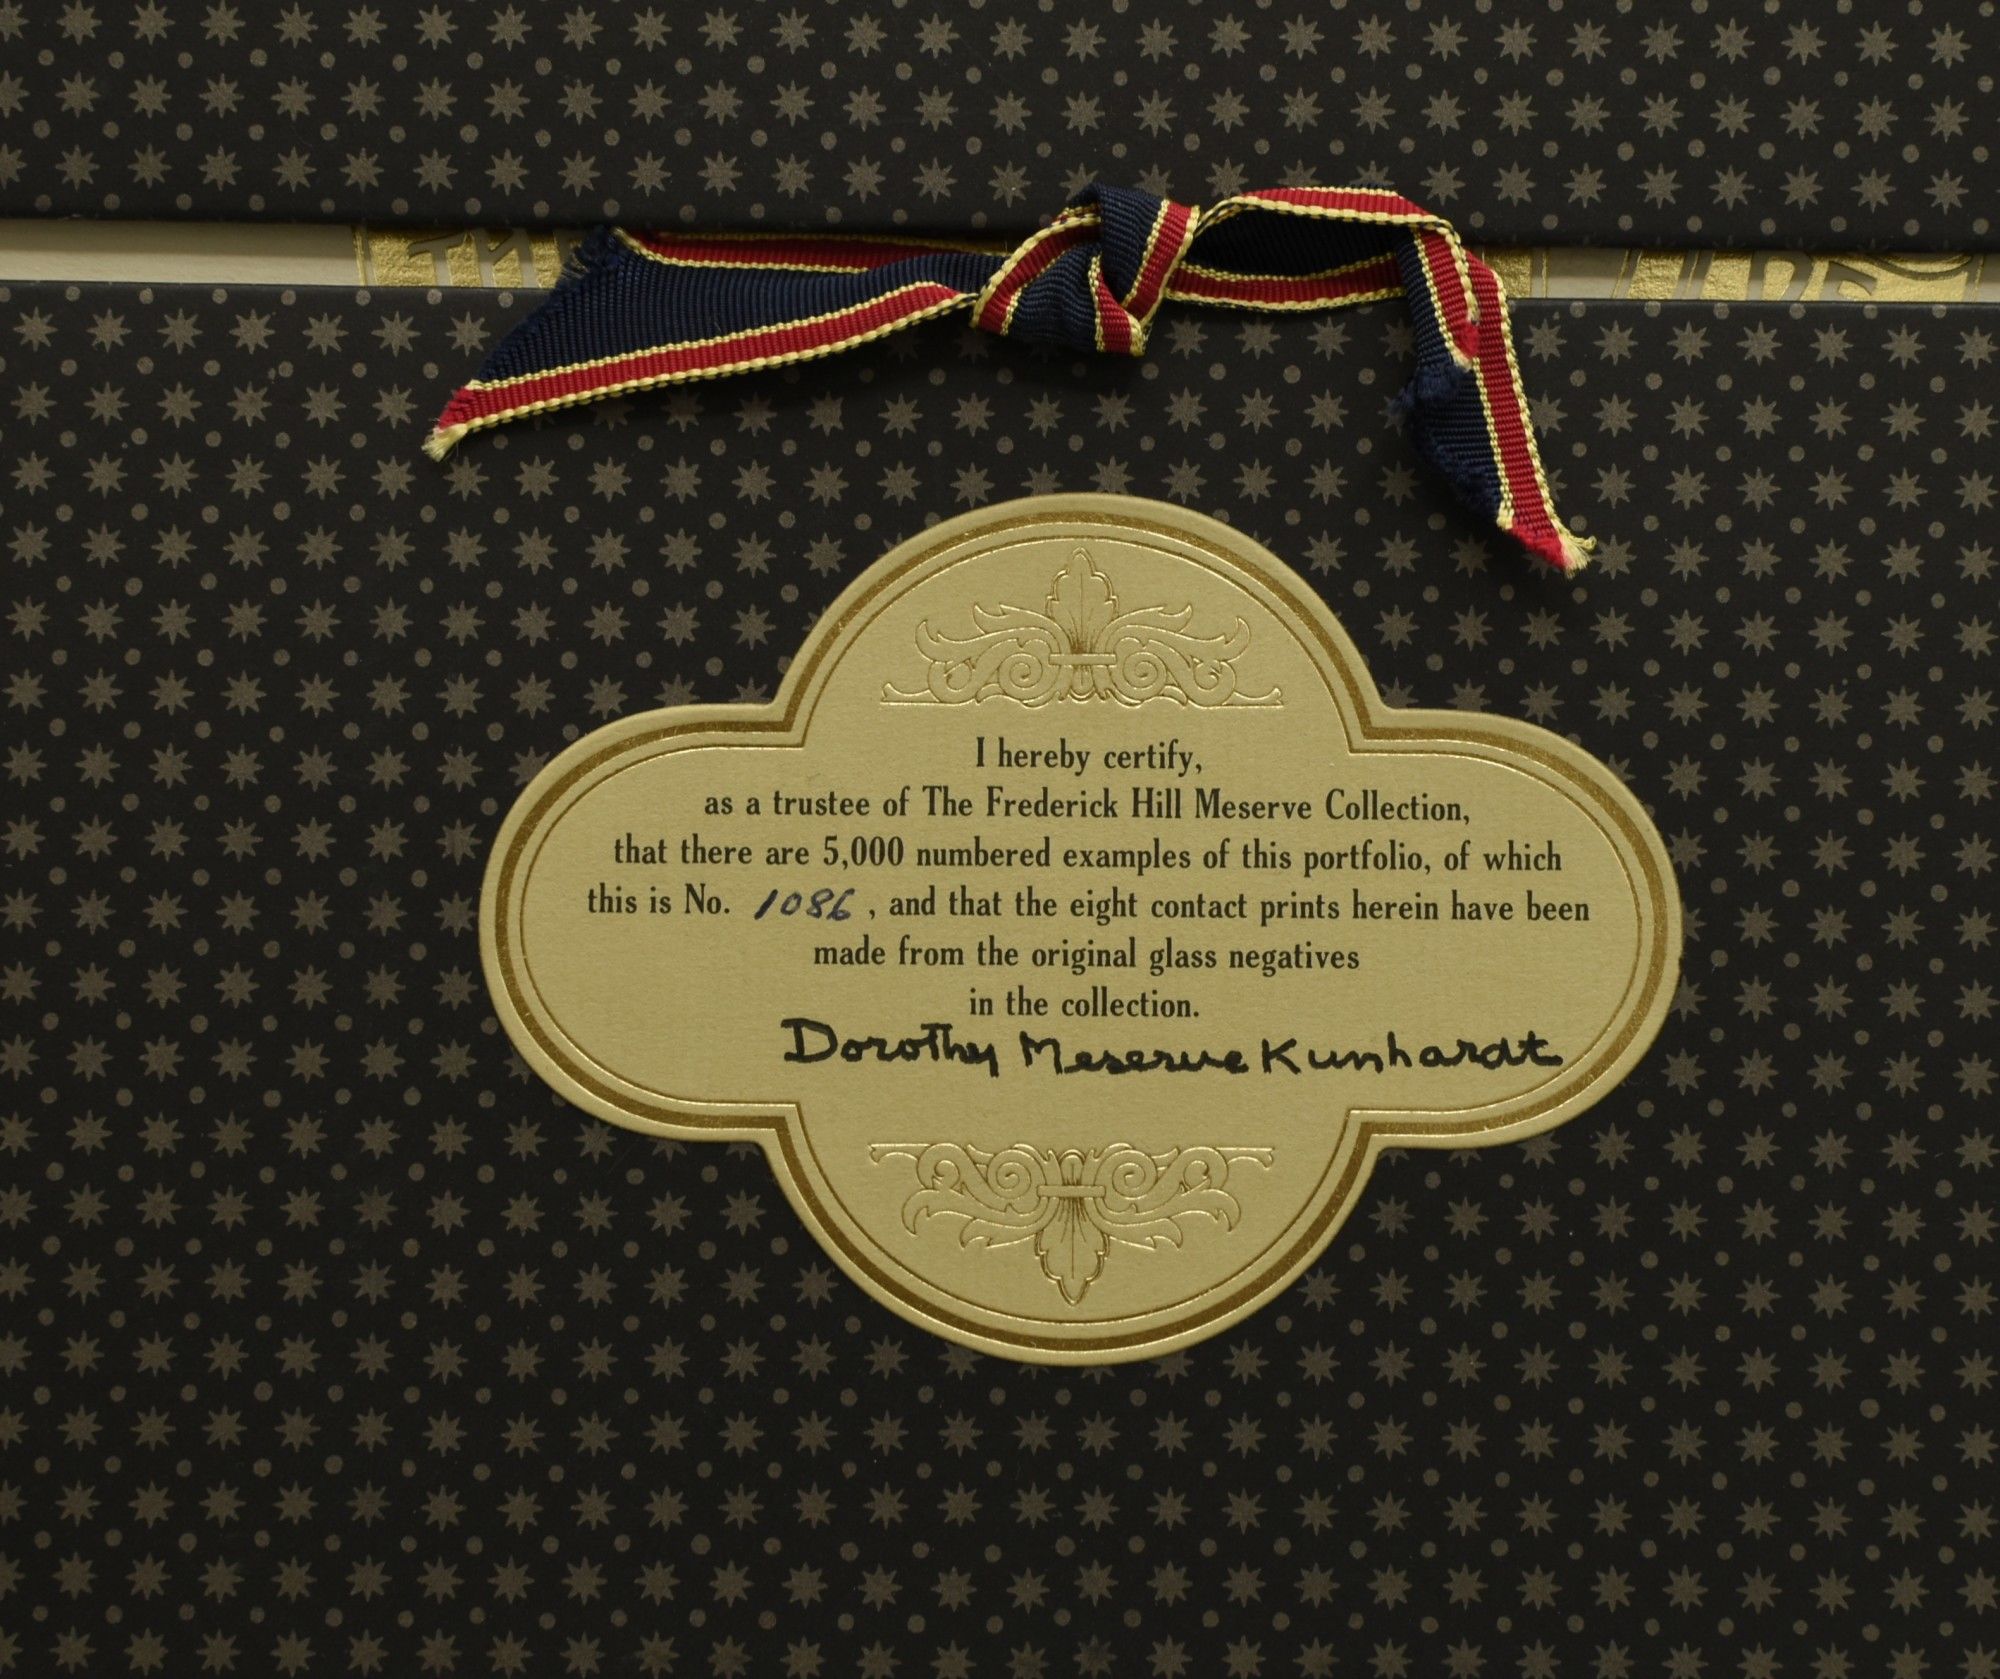 I hereby certify,
as a trustee of The Frederick Hill Meserve Collection,
that there are 5,000 numbered examples of this portfolio, of which
this is No. 1086, and that the eight contact prints herein have been
made from the original glass negatives
in the collection.
Dorothy Meserve Kunhardt